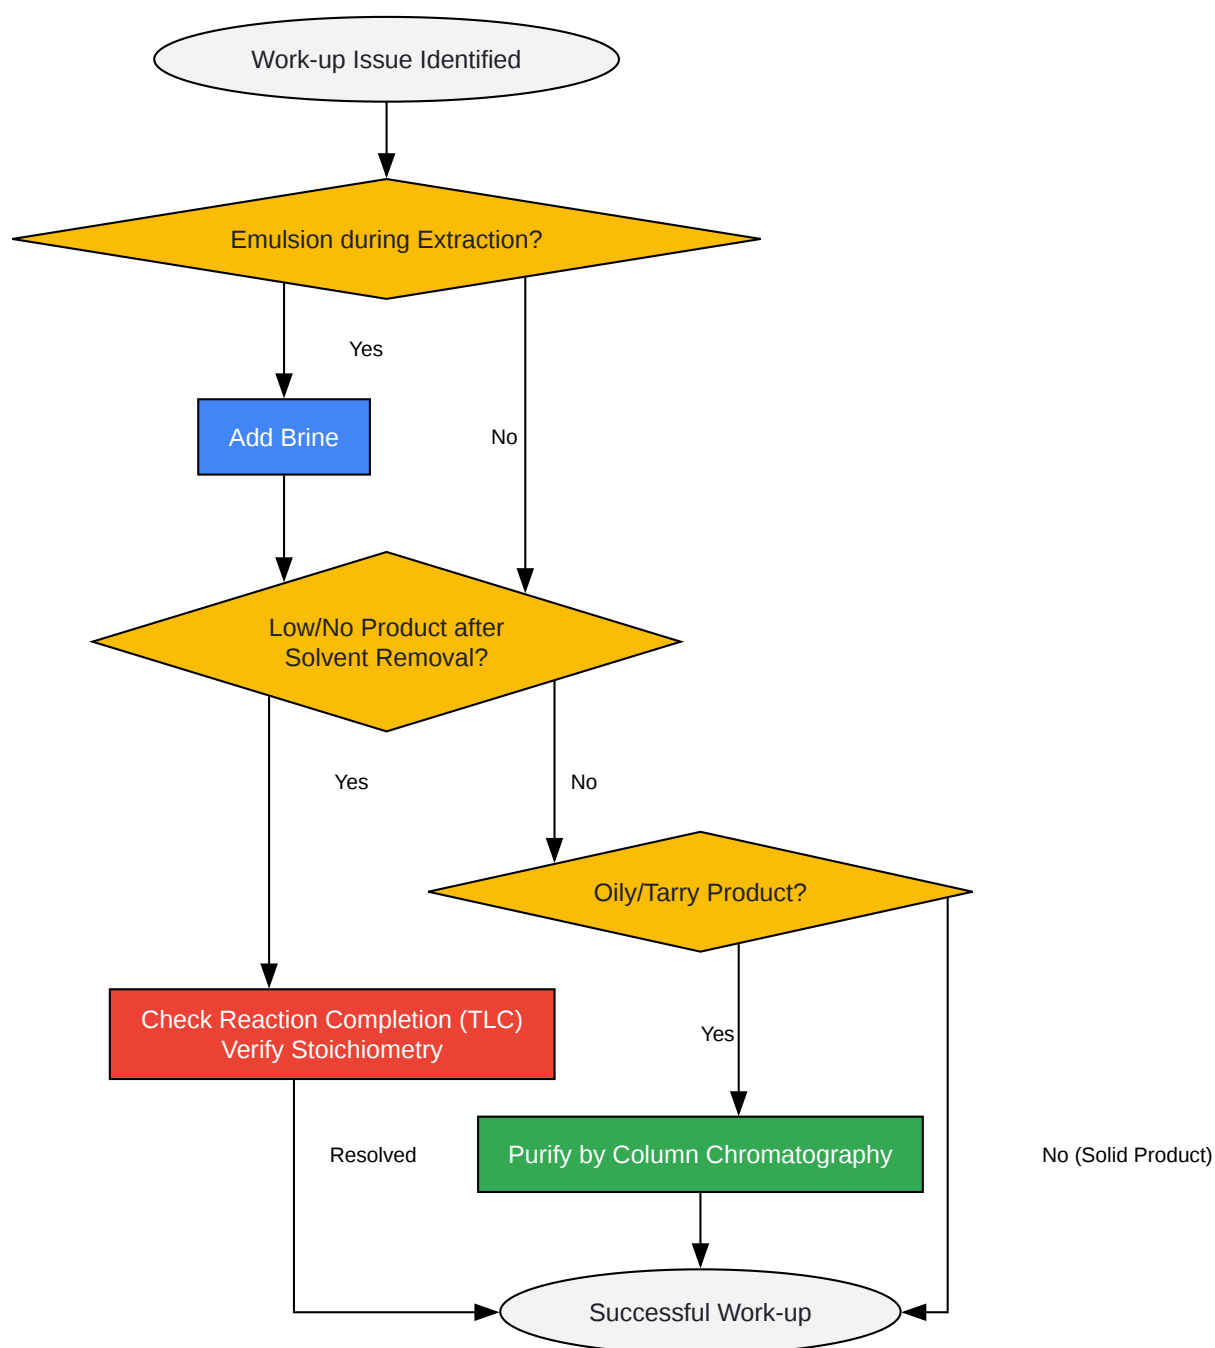 Work-up Issue Identified
Emulsion during Extraction?
Yes
Add Brine
No
Low/No Product after
Solvent Removal?
Yes
No
Oily/Tarry Product?
Check Reaction Completion (TLC)
Verify Stoichiometry
Yes
Resolved
Purify by Column Chromatography
No (Solid Product)
Successful Work-up